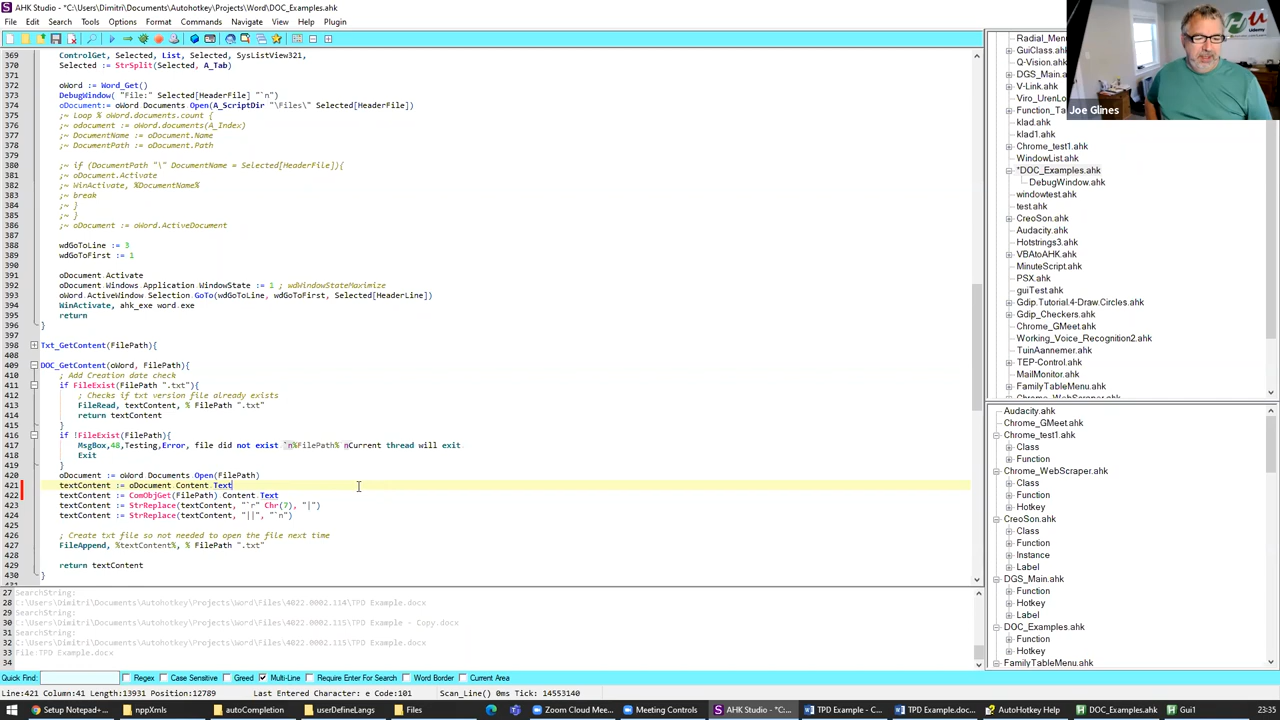 AHK Studio - *C:\Users\Dimitri\Documents\Autohotkey\Projects\Word\DOC_Examples.ahk
File Edit Search Tools Options Format Commands Navigate View Help Plugin
369 ControlGet, Selected, List, Selected, SysListView321,
370 Selected := StrSplit(Selected, A_Tab)
371
372 oWord := Word_Get()
373 DebugWindow( "File:" Selected[HeaderFile] "`n")
374 oDocument:= oWord.Documents.Open(A_ScriptDir "\Files\" Selected[HeaderFile])
375 ;~ Loop % oWord.documents.count {
376 ;~ odocument := oWord.documents(A_Index)
377 ;~ DocumentName := oDocument.Name
378 ;~ DocumentPath := oDocument.Path
378
380 ;~ if (DocumentPath "\" DocumentName = Selected[HeaderFile]){
381 ;~ oDocument.Activate
382 ;~ WinActivate, %DocumentName%
383 ;~ break
384 ;~ }
385 ;~ }
386 ;~ oDocument := oWord.ActiveDocument
387
388 wdGoToLine := 3
389 wdGoToFirst := 1
390
391 oDocument.Activate
392 oDocument.Windows.Application.WindowState := 1 ; wdWindowStateMaximize
393 oWord.ActiveWindow.Selection.GoTo(wdGoToLine, wdGoToFirst, Selected[HeaderLine])
394 WinActivate, ahk_exe word.exe
395 return
396 }
397
398 Txt_GetContent(FilePath){
408
409 DOC_GetContent(oWord, FilePath){
410 ; Add Creation date check
411 if FileExist(FilePath ".txt"){
412 ; Checks if txt version file already exists
413 FileRead, textContent, % FilePath ".txt"
414 return textContent
415 }
416 if !FileExist(FilePath){
417 MsgBox,48,Testing,Error, file did not exist `n%FilePath%`nCurrent thread will exit
418 Exit
419 }
420 oDocument := oWord.Documents.Open(FilePath)
421 textContent := oDocument.Content.Text
422 textContent := ComObjGet(FilePath).Content.Text
423 textContent := StrReplace(textContent, "`r" Chr(7), "|")
424 textContent := StrReplace(textContent, "||", "`n")
425
426 ; Create txt file so not needed to open the file next time
427 FileAppend, %textContent%, % FilePath ".txt"
428
429 return textContent
430 }
27 SearchString:
28 C:\Users\Dimitri\Documents\Autohotkey\Projects\Word\Files\4022.0002.114\TPD Example.docx
29 SearchString:
30 C:\Users\Dimitri\Documents\Autohotkey\Projects\Word\Files\4022.0002.115\TPD Example - Copy.docx
31 SearchString:
32 C:\Users\Dimitri\Documents\Autohotkey\Projects\Word\Files\4022.0002.115\TPD Example.docx
33 File:TPD Example.docx
34
Quick Find: Regex Case Sensitive Greed Multi-Line Require Enter For Search Word Border Current Area
Line:421 Column:41 Length:13931 Position:12789 Last Entered Character: e Code:101 Scan_Line() 0ms Tick: 14553140
GuiClass.ahk
Q-Vision.ahk
DGS_Main.ahk
V-Link.ahk
klad.ahk
klad1.ahk
Chrome_test1.ahk
WindowList.ahk
*DOC_Examples.ahk
DebugWindow.ahk
windowtest.ahk
test.ahk
CreoSon.ahk
Audacity.ahk
Hotstrings3.ahk
VBAtoAHK.ahk
MinuteScript.ahk
PSX.ahk
guiTest.ahk
Gdip.Tutorial.4-Draw.Circles.ahk
Gdip_Checkers.ahk
Chrome_GMeet.ahk
Working_Voice_Recognition2.ahk
TuinAannemer.ahk
TEP-Control.ahk
MailMonitor.ahk
FamilyTableMenu.ahk
Chrome_WebScraper.ahk
Audacity.ahk
Chrome_GMeet.ahk
Chrome_test1.ahk
Class
Function
Chrome_WebScraper.ahk
Class
Function
Hotkey
CreoSon.ahk
Class
Function
Instance
Label
DGS_Main.ahk
Function
Hotkey
Label
DOC_Examples.ahk
Function
Hotkey
FamilyTableMenu.ahk
Joe Glines
Udemy
Setup Notepad+... nppXmls autoCompletion userDefineLangs Files Zoom Cloud Mee... Meeting Controls AHK Studio - *C:... TPD Example - C... TPD Example.doc... AutoHotkey Help DOC_Examples.ahk Gui1 23:35